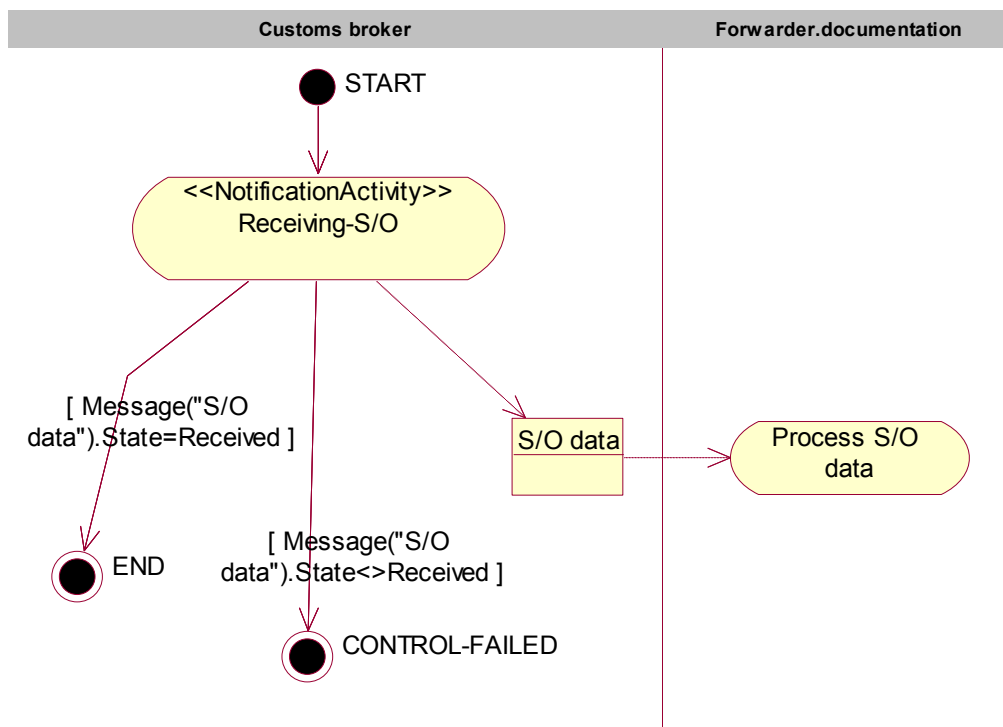 Customs broker
Forwarder.documentation
START
<<NotificationActivity>>
Receiving-S/O
[ Message("S/O
data").State=Received ]
S/O data
Process S/O
data
END
[ Message("S/O
data").State<>Received ]
CONTROL-FAILED